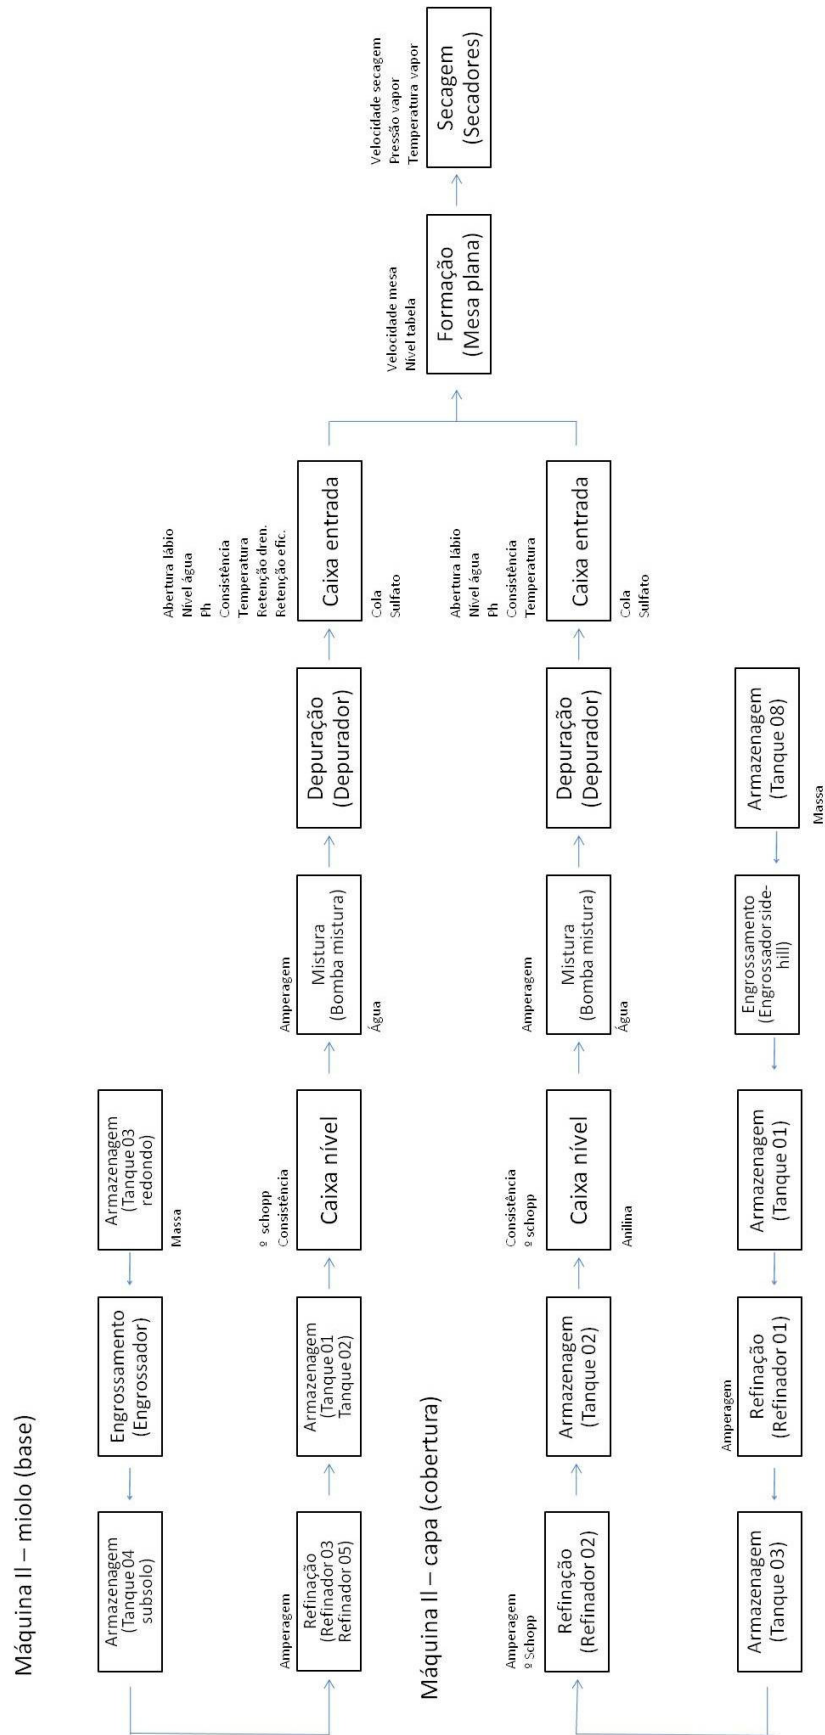 Máquina II – miolo (base)
Armazenagem
(Tanque 04
subsolo)
Engrossamento
(Engrossador)
Armazenagem
(Tanque 03
redondo)
Massa
Amperagem
Refinação
(Refinador 03
Refinador 05)
Armazenagem
(Tanque 01
Tanque 02)
º schopp
Consistência
Caixa nível
Amperagem
Mistura
(Bomba mistura)
Água
Depuração
(Depurador)
Abertura lábio
Nível água
Ph
Consistência
Temperatura
Retenção dren.
Retenção efic.
Caixa entrada
Cola
Sulfato
Velocidade mesa
Nível tabela
Formação
(Mesa plana)
Velocidade secagem
Pressão vapor
Temperatura vapor
Secagem
(Secadores)
Máquina II – capa (cobertura)
Amperagem
º Schopp
Refinação
(Refinador 02)
Armazenagem
(Tanque 02)
Consistência
º schopp
Caixa nível
Anilina
Amperagem
Mistura
(Bomba mistura)
Água
Depuração
(Depurador)
Abertura lábio
Nível água
Ph
Consistência
Temperatura
Caixa entrada
Cola
Sulfato
Armazenagem
(Tanque 03)
Amperagem
Refinação
(Refinador 01)
Armazenagem
(Tanque 01)
Engrossamento
(Engrossador side-
hill)
Armazenagem
(Tanque 08)
Massa